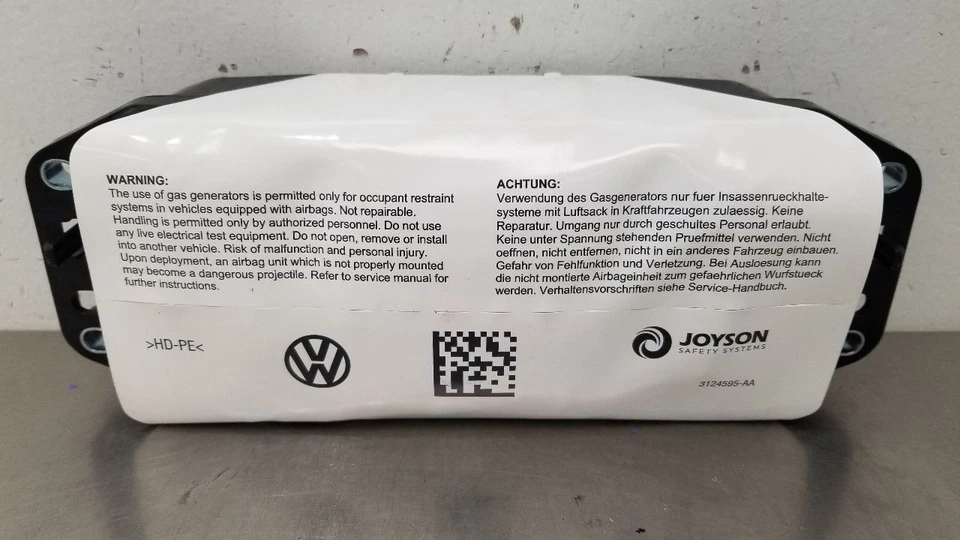 WARNING:
The use of gas generators is permitted only for occupant restraint
systems in vehicles equipped with airbags. Not repairable.
Handling is permitted only by authorized personnel. Do not use
any live electrical test equipment. Do not open, remove or install
into another vehicle. Risk of malfunction and personal injury.
Upon deployment, an airbag unit which is not properly mounted
may become a dangerous projectile. Refer to service manual for
further instructions.
ACHTUNG:
Verwendung des Gasgenerators nur fuer Insassenrueckhalte-
systeme mit Luftsack in Kraftfahrzeugen zulaessig. Keine
Reparatur. Umgang nur durch geschultes Personal erlaubt.
Keine unter Spannung stehenden Pruefmittel verwenden. Nicht
oeffnen, nicht entfernen, nicht in ein anderes Fahrzeug einbauen.
Gefahr von Fehlfunktion und Verletzung. Bei Ausloesung kann
die nicht montierte Airbageinheit zum gefaehrlichen Wurfstueck
werden. Verhaltensvorschriften siehe Service-Handbuch.
>HD-PE<
VW
JOYSON
SAFETY SYSTEMS
3124595-AA